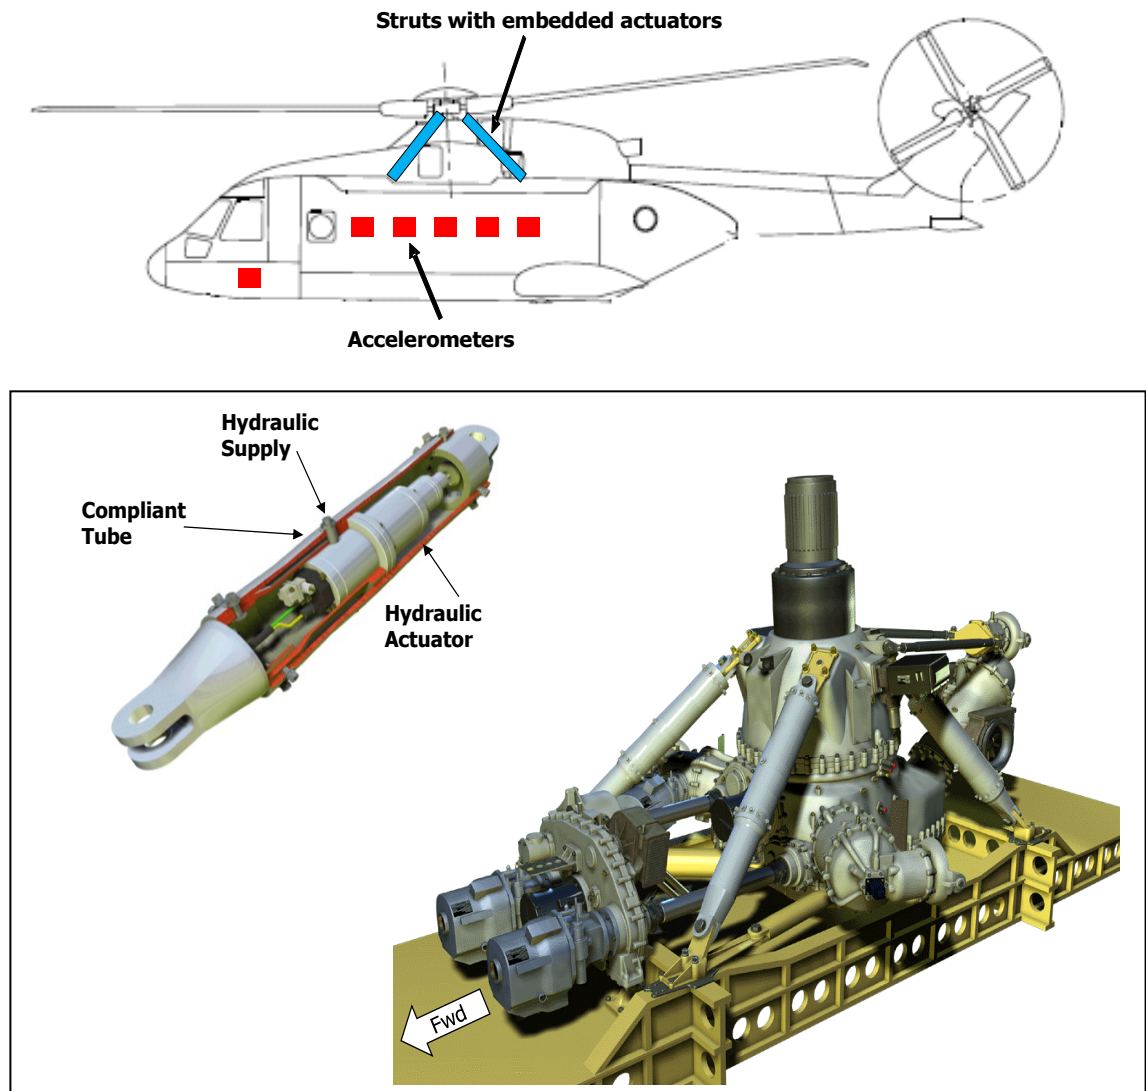 Struts with embedded actuators
Accelerometers
Hydraulic
Supply
Compliant
Tube
Hydraulic
Actuator
Fwd